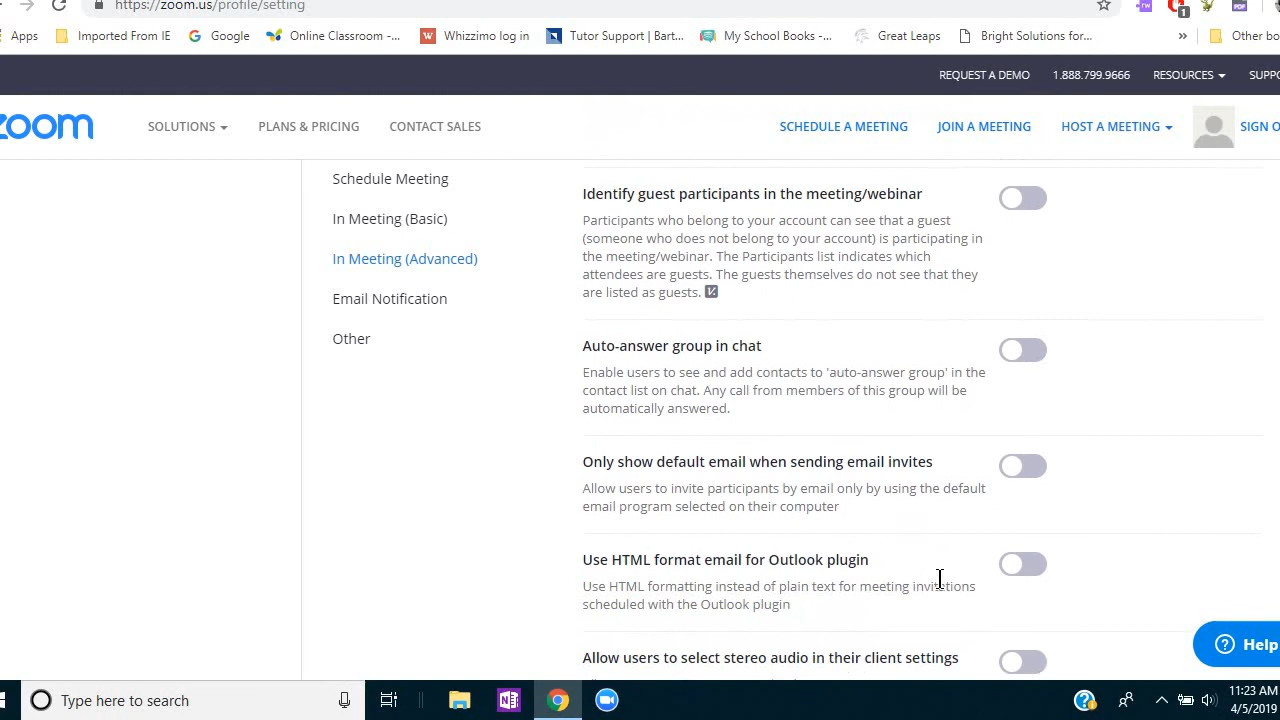 https://zoom.us/profile/setting
1
PDF
Apps
Imported From IE
Google
Online Classroom -...
W
Whizzimo log in
Tutor Support | Bart...
My School Books -...
Great Leaps
Bright Solutions for...
»
Other bo
REQUEST A DEMO
1.888.799.9666
RESOURCES
SUPPO
zoom
SOLUTIONS
PLANS & PRICING
CONTACT SALES
SCHEDULE A MEETING
JOIN A MEETING
HOST A MEETING
SIGN O
Schedule Meeting
In Meeting (Basic)
In Meeting (Advanced)
Email Notification
Other
Identify guest participants in the meeting/webinar
Participants who belong to your account can see that a guest
(someone who does not belong to your account) is participating in
the meeting/webinar. The Participants list indicates which
attendees are guests. The guests themselves do not see that they
are listed as guests.
Auto-answer group in chat
Enable users to see and add contacts to 'auto-answer group' in the
contact list on chat. Any call from members of this group will be
automatically answered.
Only show default email when sending email invites
Allow users to invite participants by email only by using the default
email program selected on their computer
Use HTML format email for Outlook plugin
Use HTML formatting instead of plain text for meeting invitations
scheduled with the Outlook plugin
Allow users to select stereo audio in their client settings
Help
Type here to search
11:23 AM
4/5/2019